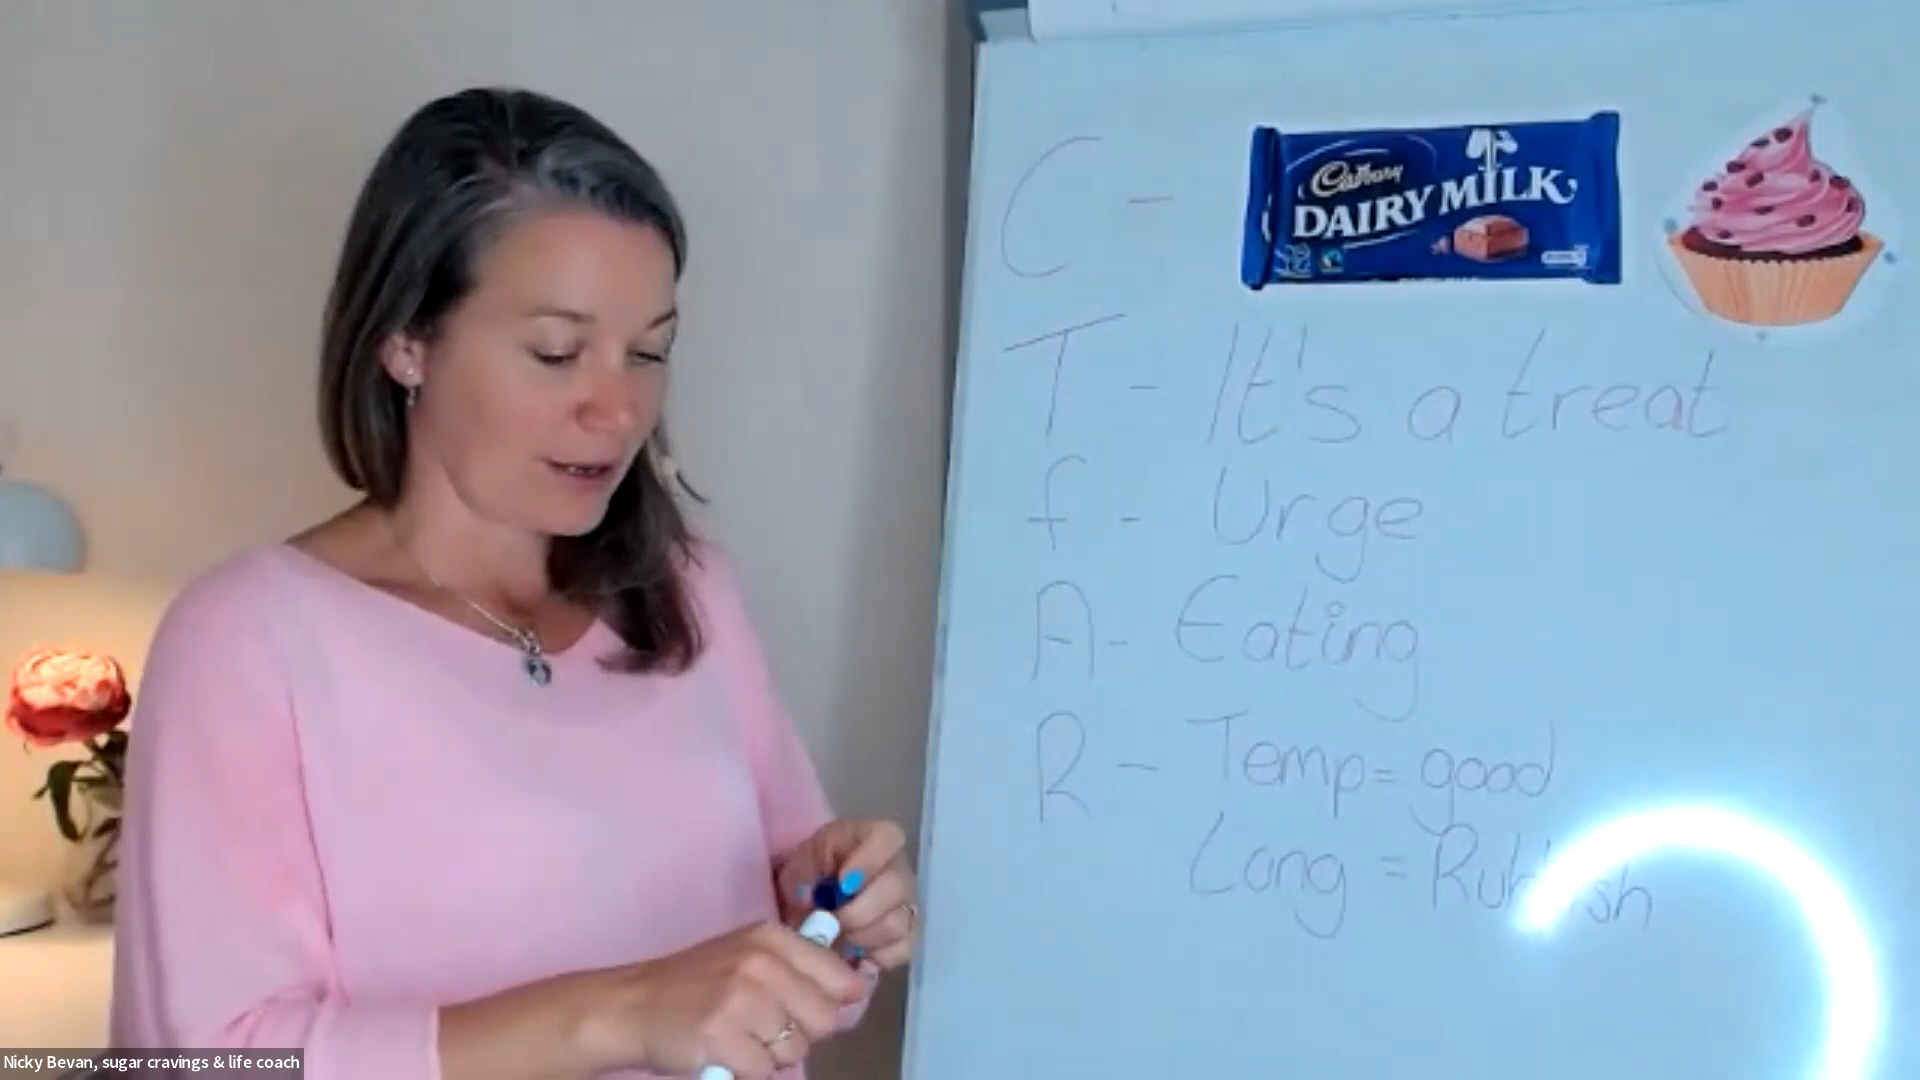 C -
Cadbury
DAIRY MILK
T - It's a treat
f - Urge
A - Eating
R - Temp = good
Long = Rubbish
Nicky Bevan, sugar cravings & life coach